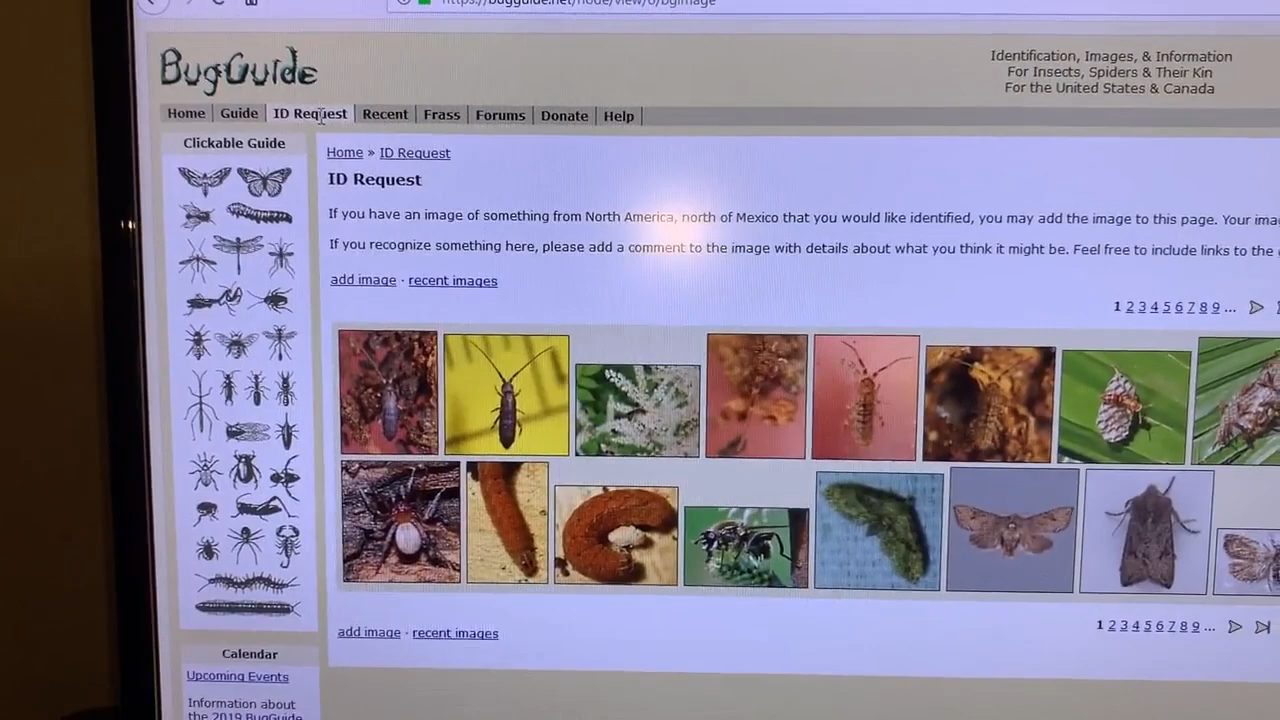 BugGuide
Identification, Images, & Information
For Insects, Spiders & Their Kin
For the United States & Canada
Home Guide ID Request Recent Frass Forums Donate Help
Clickable Guide
Home » ID Request
ID Request
If you have an image of something from North America, north of Mexico that you would like identified, you may add the image to this page. Your
If you recognize something here, please add a comment to the image with details about what you think it might be. Feel free to include links to the
add image · recent images
1 2 3 4 5 6 7 8 9 ...
add image · recent images
1 2 3 4 5 6 7 8 9 ...
Calendar
Upcoming Events
Information about
the 2019 BugGuide